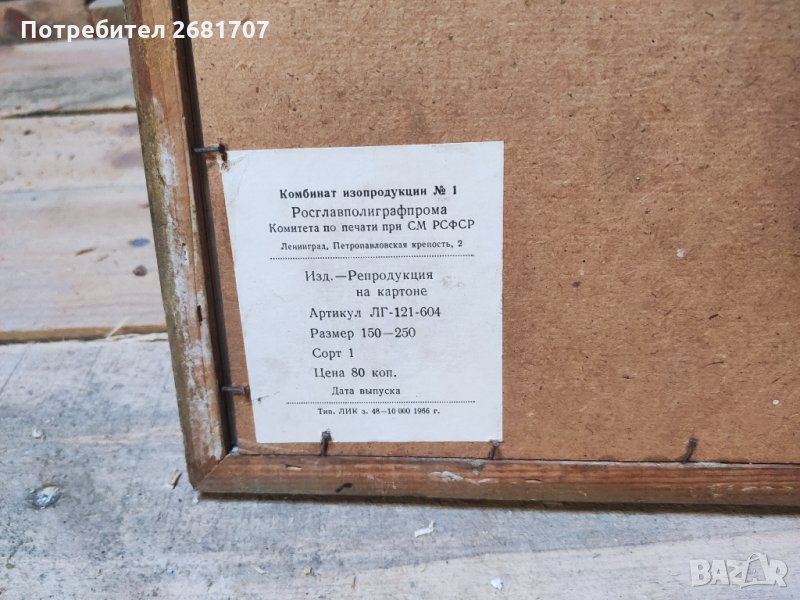 Потребител 2681707
Комбинат изопродукции № 1
Росглавполиграфпрома
Комитета по печати при СМ РСФСР
Ленинград, Петропавловская крепость, 2
Изд.—Репродукция
на картоне
Артикул ЛГ-121-604
Размер 150—250
Сорт 1
Цена 80 коп.
Дата выпуска
Тип. ЛИК з. 48—10 000 1966 г.
BAZAR